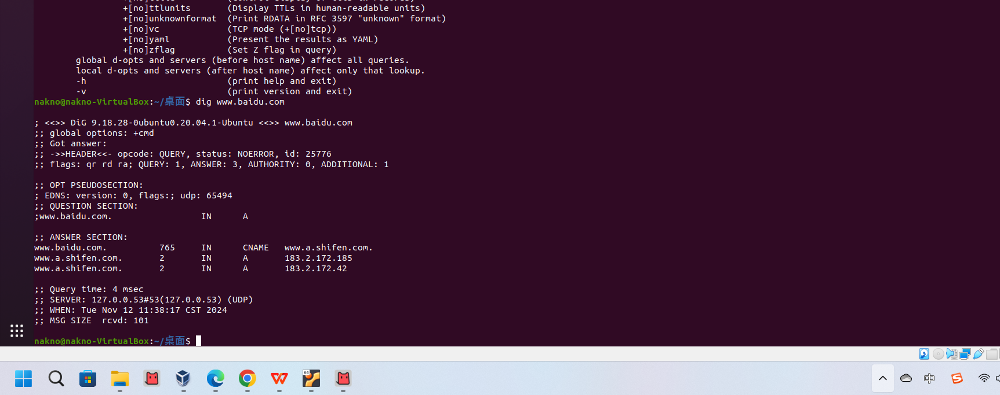 +[no]ttlunits (Display TTLs in human-readable units)
+[no]unknownformat (Print RDATA in RFC 3597 "unknown" format)
+[no]vc (TCP mode (+[no]tcp))
+[no]yaml (Present the results as YAML)
+[no]zflag (Set Z flag in query)
global d-opts and servers (before host name) affect all queries.
local d-opts and servers (after host name) affect only that lookup.
-h (print help and exit)
-v (print version and exit)
nakno@nakno-VirtualBox:~/桌面$ dig www.baidu.com
; <<>> DiG 9.18.28-0ubuntu0.20.04.1-Ubuntu <<>> www.baidu.com
;; global options: +cmd
;; Got answer:
;; ->>HEADER<<- opcode: QUERY, status: NOERROR, id: 25776
;; flags: qr rd ra; QUERY: 1, ANSWER: 3, AUTHORITY: 0, ADDITIONAL: 1
;; OPT PSEUDOSECTION:
; EDNS: version: 0, flags:; udp: 65494
;; QUESTION SECTION:
;www.baidu.com. IN A
;; ANSWER SECTION:
www.baidu.com. 765 IN CNAME www.a.shifen.com.
www.a.shifen.com. 2 IN A 183.2.172.185
www.a.shifen.com. 2 IN A 183.2.172.42
;; Query time: 4 msec
;; SERVER: 127.0.0.53#53(127.0.0.53) (UDP)
;; WHEN: Tue Nov 12 11:38:17 CST 2024
;; MSG SIZE rcvd: 101
nakno@nakno-VirtualBox:~/桌面$
64
中